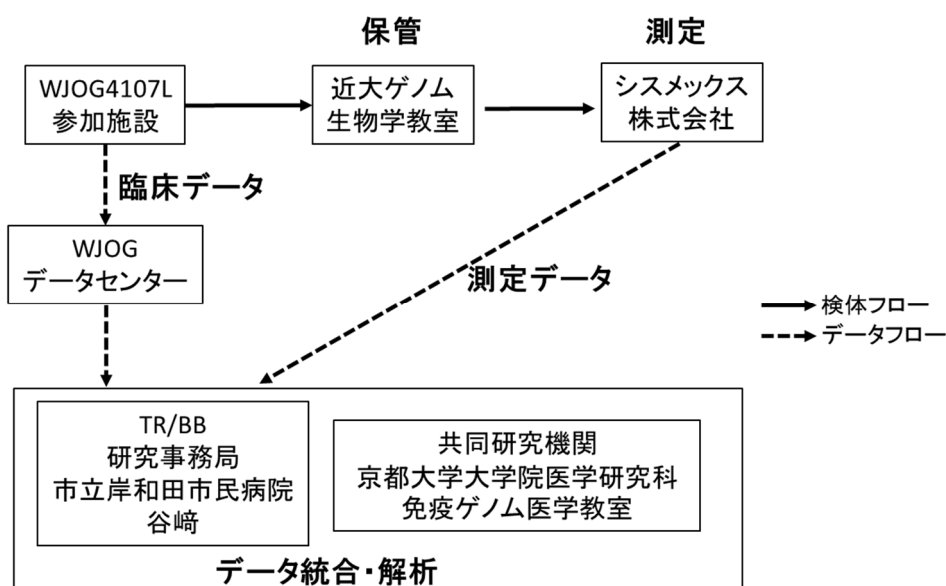 保管
測定
WJOG4107L
参加施設
近大ゲノム
生物学教室
シスメックス
株式会社
臨床データ
WJOG
データセンター
測定データ
検体フロー
データフロー
TR/BB
研究事務局
市立岸和田市民病院
谷﨑
共同研究機関
京都大学大学院医学研究科
免疫ゲノム医学教室
データ統合・解析